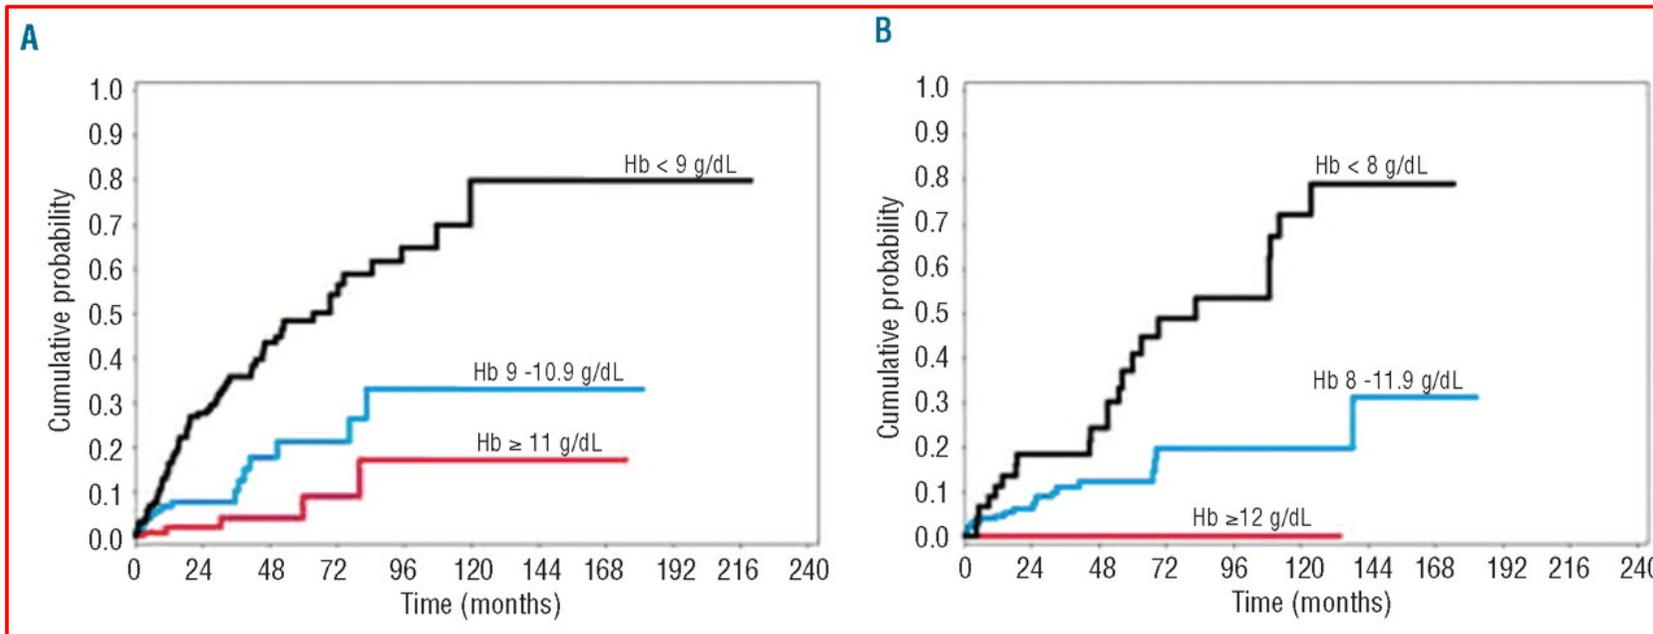 A
Cumulative probability
1.0
0.9
0.8
0.7
0.6
0.5
0.4
0.3
0.2
0.1
0.0
Hb < 9 g/dL
Hb 9 -10.9 g/dL
Hb ≥ 11 g/dL
0 24 48 72 96 120 144 168 192 216 240
Time (months)
B
Cumulative probability
1.0
0.9
0.8
0.7
0.6
0.5
0.4
0.3
0.2
0.1
0.0
Hb < 8 g/dL
Hb 8 -11.9 g/dL
Hb ≥12 g/dL
0 24 48 72 96 120 144 168 192 216 240
Time (months)